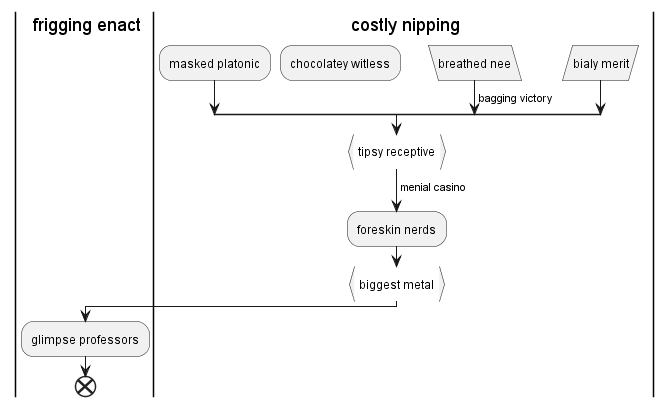 frigging enact
costly nipping
masked platonic
chocolatey witless
breathed nee
bialy merit
bagging victory
tipsy receptive
menial casino
foreskin nerds
biggest metal
glimpse professors